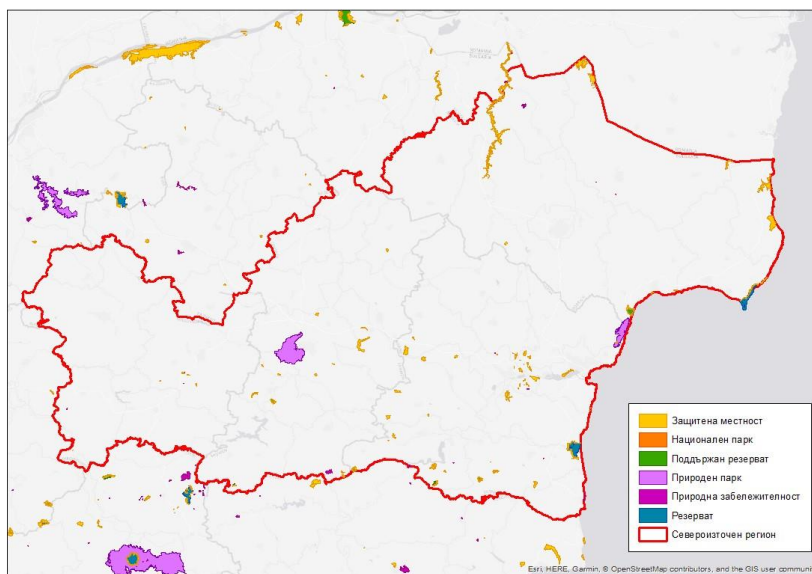 Защитена местност
Национален парк
Поддържан резерват
Природен парк
Природна забележителност
Резерват
Североизточен регион
Esri, HERE, Garmin, © OpenStreetMap contributors, and the GIS user communi